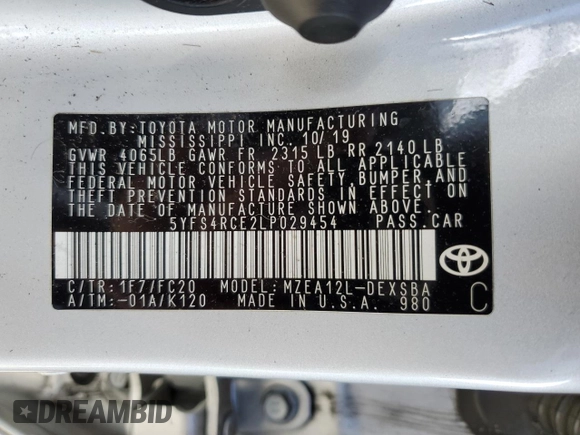 MFD.BY:TOYOTA MOTOR MANUFACTURING
MISSISSIPPI INC. 10/19
GVWR 4065LB GAWR FR. 2315 LB RR 2140 LB
THIS VEHICLE CONFORMS TO ALL APPLICABLE
FEDERAL MOTOR VEHICLE SAFETY, BUMPER AND
THEFT PREVENTION STANDARDS IN EFFECT ON
THE DATE OF MANUFACTURE SHOWN ABOVE.
5YFS4RCE2LP029454 PASS.CAR
C/TR:1F7/FC20 MODEL:MZEA12L-DEXSBA
A/TM:-01A/K120 MADE IN U.S.A. 980
C
DREAMBID